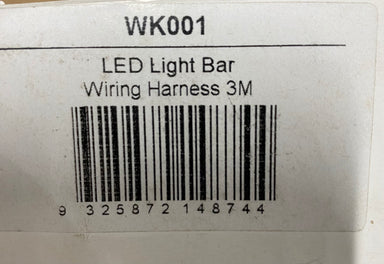 WK001
LED Light Bar
Wiring Harness 3M
9 325872 148744